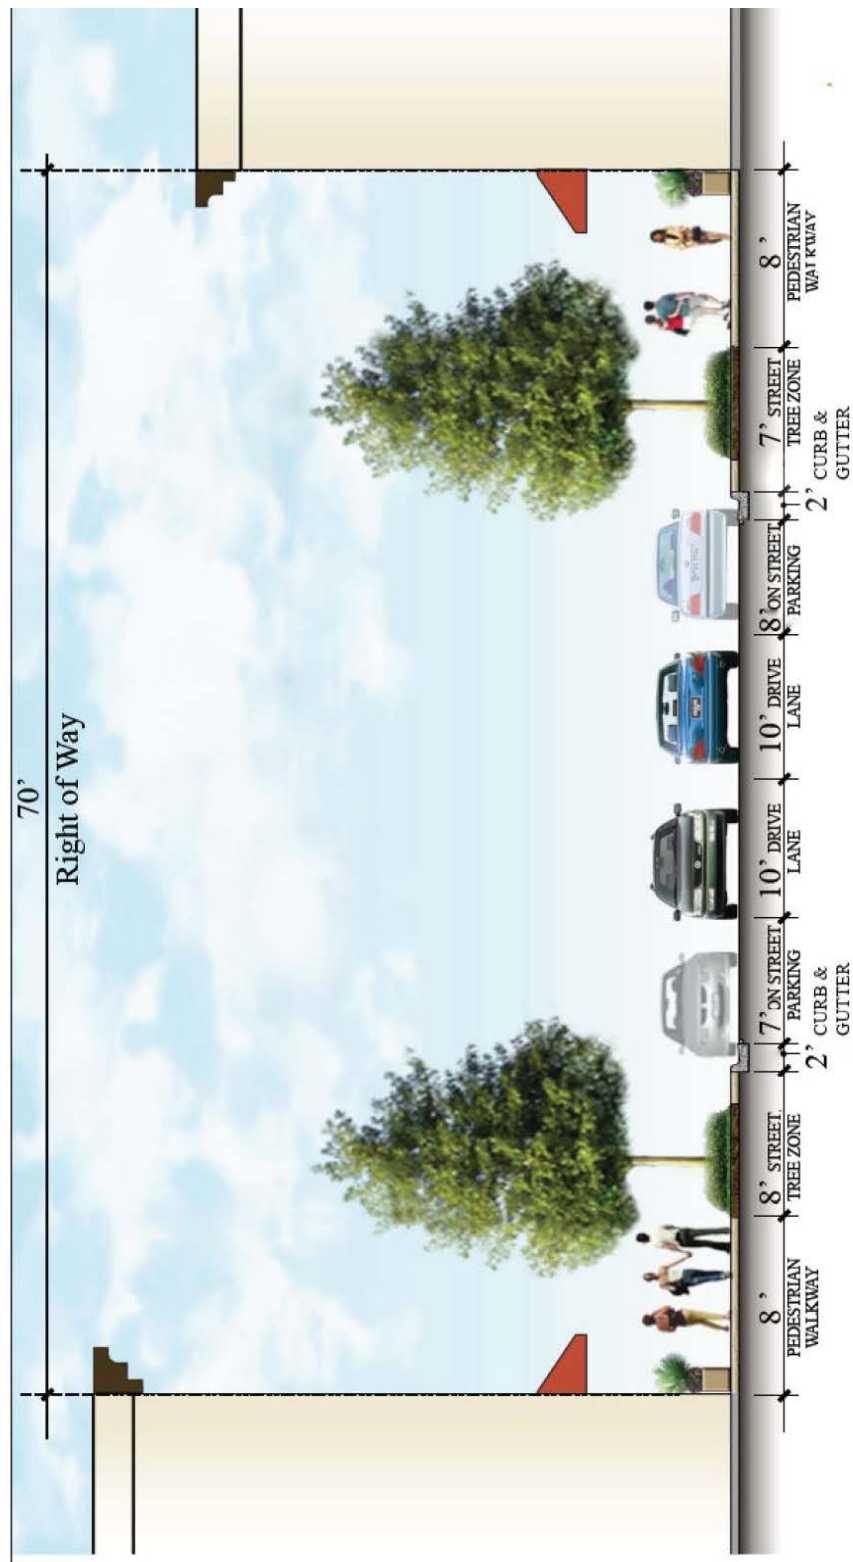 70'
Right of Way
8 '
PEDESTRIAN
WALKWAY
8' STREET
TREE ZONE
2' CURB &
GUTTER
7' ON STREET
PARKING
10' DRIVE
LANE
10' DRIVE
LANE
8' ON STREET
PARKING
2' CURB &
GUTTER
7' STREET
TREE ZONE
8 '
PEDESTRIAN
WALKWAY